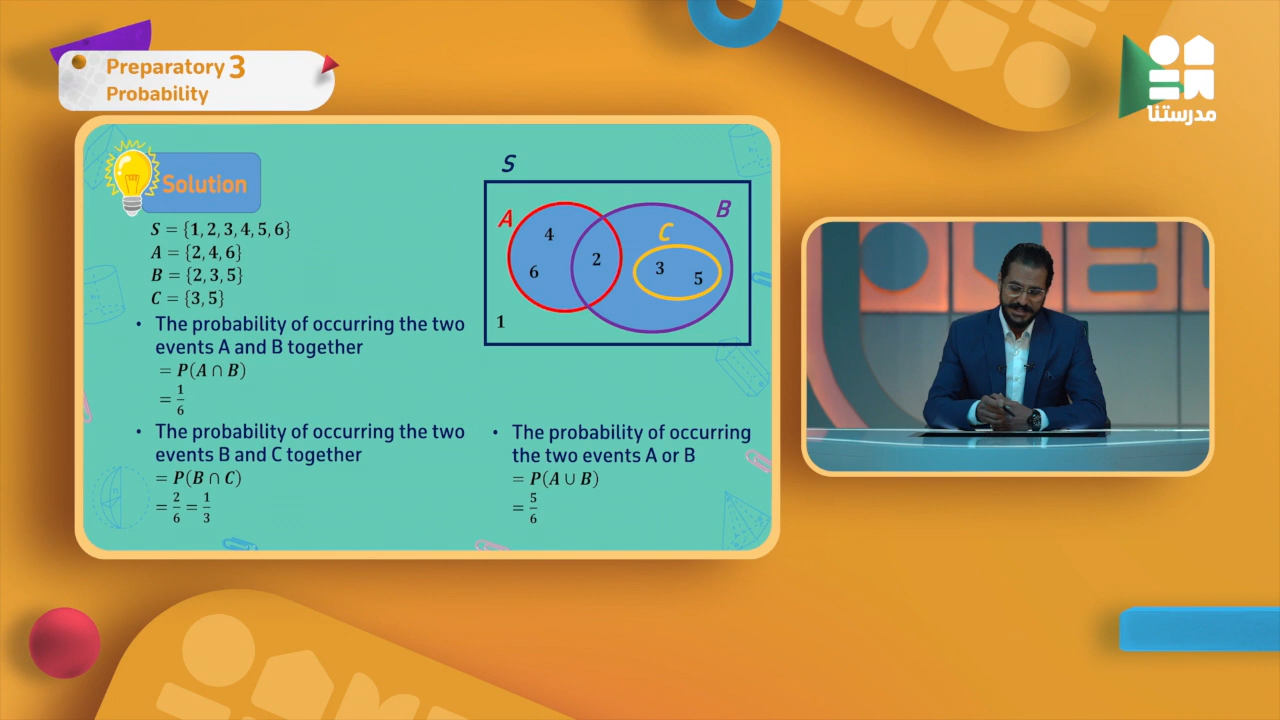 Preparatory 3
Probability
مدرستنا
Solution
S = {1, 2, 3, 4, 5, 6}
A = {2, 4, 6}
B = {2, 3, 5}
C = {3, 5}
• The probability of occurring the two
events A and B together
= P(A ∩ B)
= 1/6
• The probability of occurring the two
events B and C together
= P(B ∩ C)
= 2/6 = 1/3
S
A
B
C
4
6
2
3
5
1
• The probability of occurring
the two events A or B
= P(A ∪ B)
= 5/6